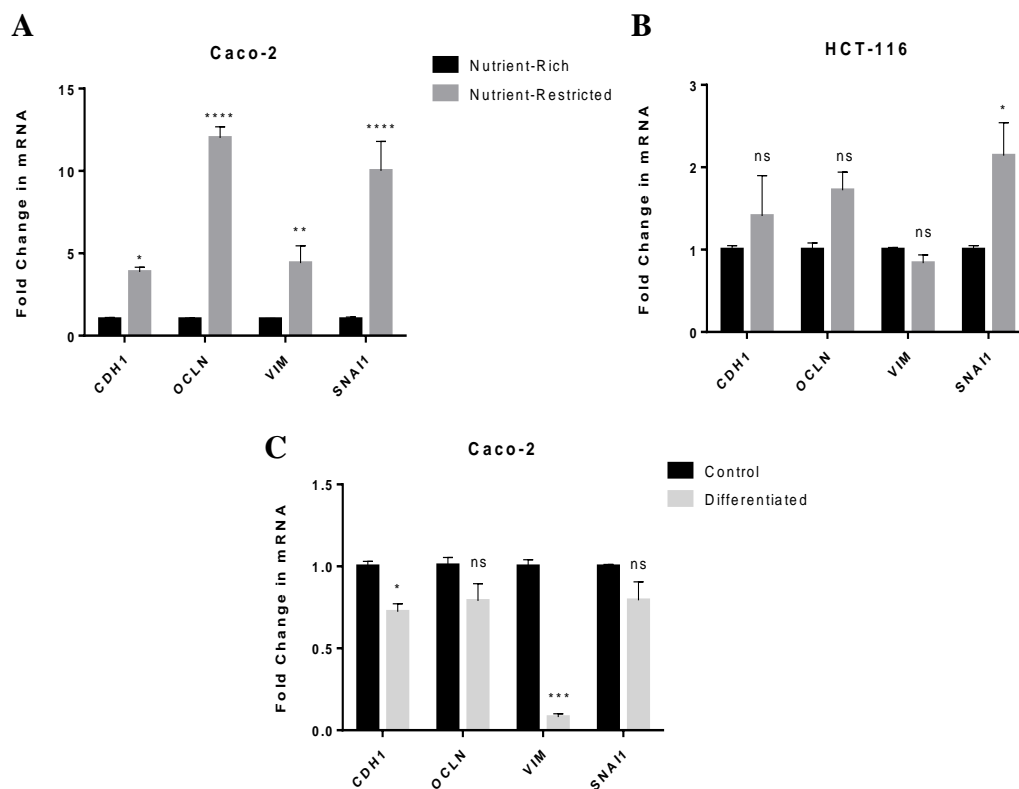 A
Caco-2
Nutrient-Rich
Nutrient-Restricted
Fold Change in mRNA
15
10
5
0
*
****
**
****
CDH1
OCLN
VIM
SNAI1
B
HCT-116
Fold Change in mRNA
3
2
1
0
ns
ns
ns
*
CDH1
OCLN
VIM
SNAI1
C
Caco-2
Control
Differentiated
Fold Change in mRNA
1.5
1.0
0.5
0.0
*
ns
***
ns
CDH1
OCLN
VIM
SNAI1